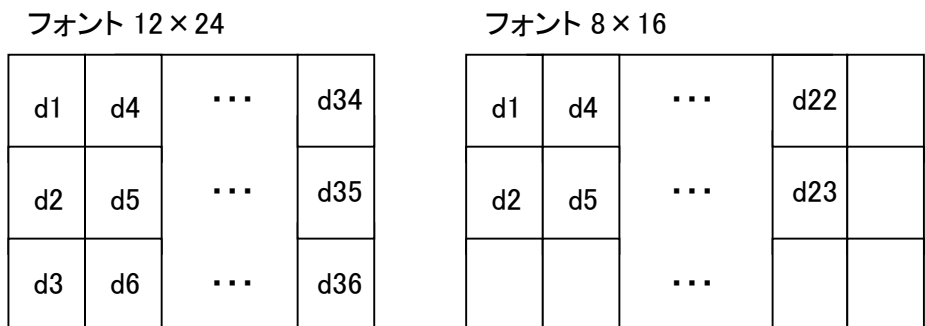 フォント 12×24 フォント 8×16
d1 d4 ··· d34 d1 d4 ··· d22
d2 d5 ··· d35 d2 d5 ··· d23
d3 d6 ··· d36 ···